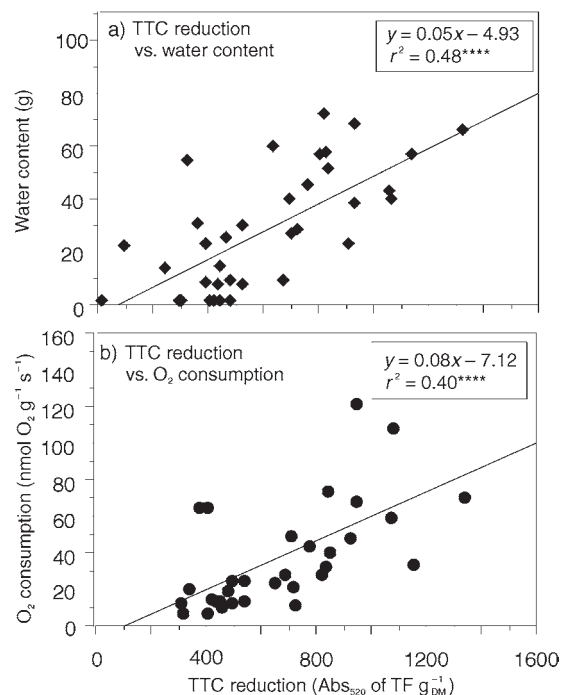 a) TTC reduction
vs. water content
y = 0.05x – 4.93
r² = 0.48****
Water content (g)
100
80
60
40
20
0
b) TTC reduction
vs. O₂ consumption
y = 0.08x – 7.12
r² = 0.40****
O₂ consumption (nmol O₂ g⁻¹ s⁻¹)
160
140
120
100
80
60
40
20
0
0 400 800 1200 1600
TTC reduction (Abs₅₂₀ of TF g⁻¹DM)